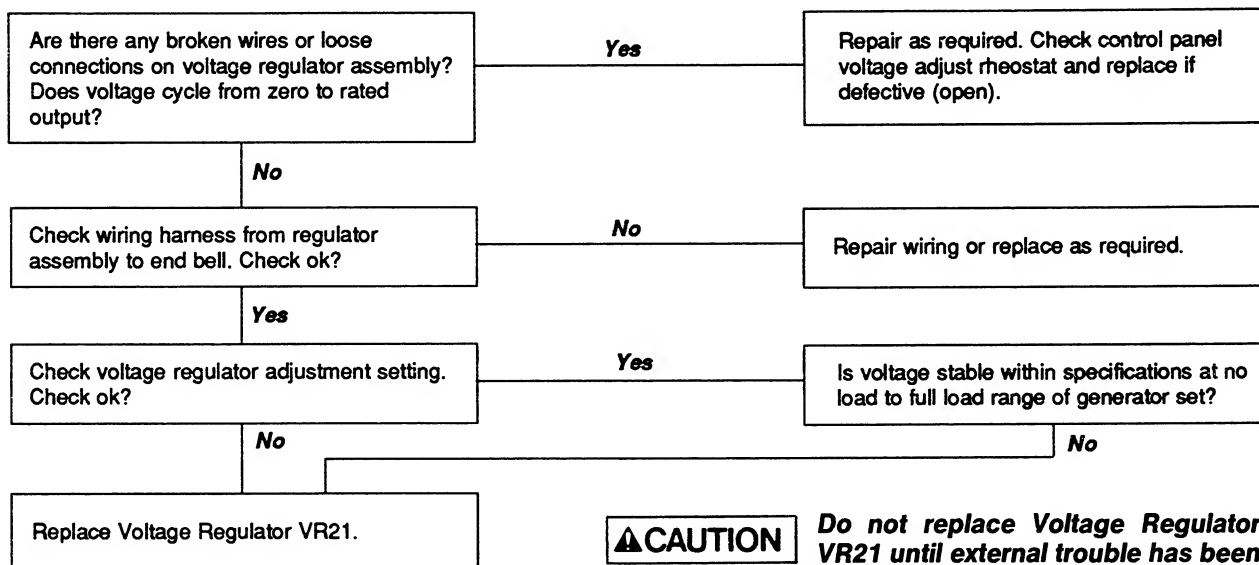 Are there any broken wires or loose
connections on voltage regulator assembly?
Does voltage cycle from zero to rated
output?
Yes
Repair as required. Check control panel
voltage adjust rheostat and replace if
defective (open).
No
Check wiring harness from regulator
assembly to end bell. Check ok?
No
Repair wiring or replace as required.
Yes
Check voltage regulator adjustment setting.
Check ok?
Yes
Is voltage stable within specifications at no
load to full load range of generator set?
No
No
Replace Voltage Regulator VR21.
CAUTION
Do not replace Voltage Regulator
VR21 until external trouble has been